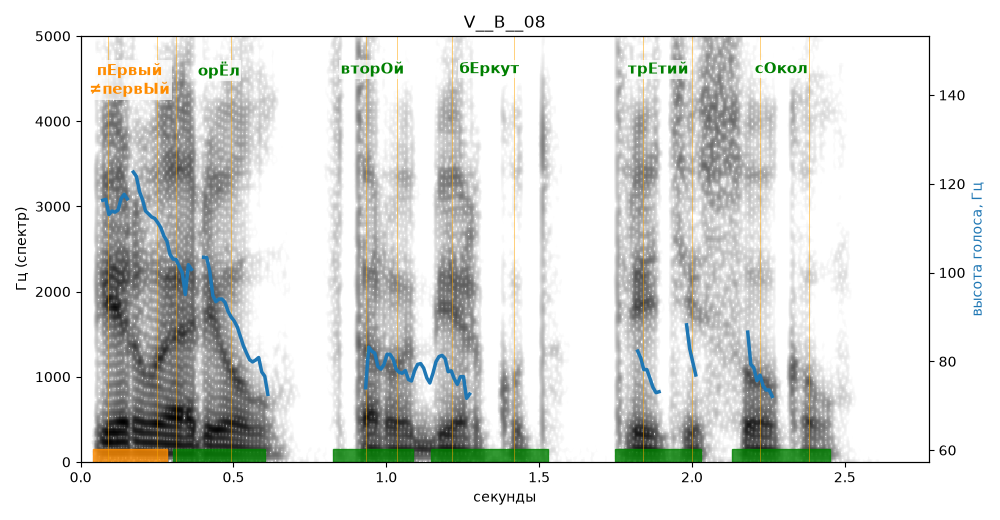 V__B__08
5000
4000
3000
2000
1000
0
Гц (спектр)
пЕрвый
≠первЫй
орЁл
вторОй
бЕркут
трЕтий
сОкол
140
120
100
80
60
высота голоса, Гц
0.0 0.5 1.0 1.5 2.0 2.5
секунды